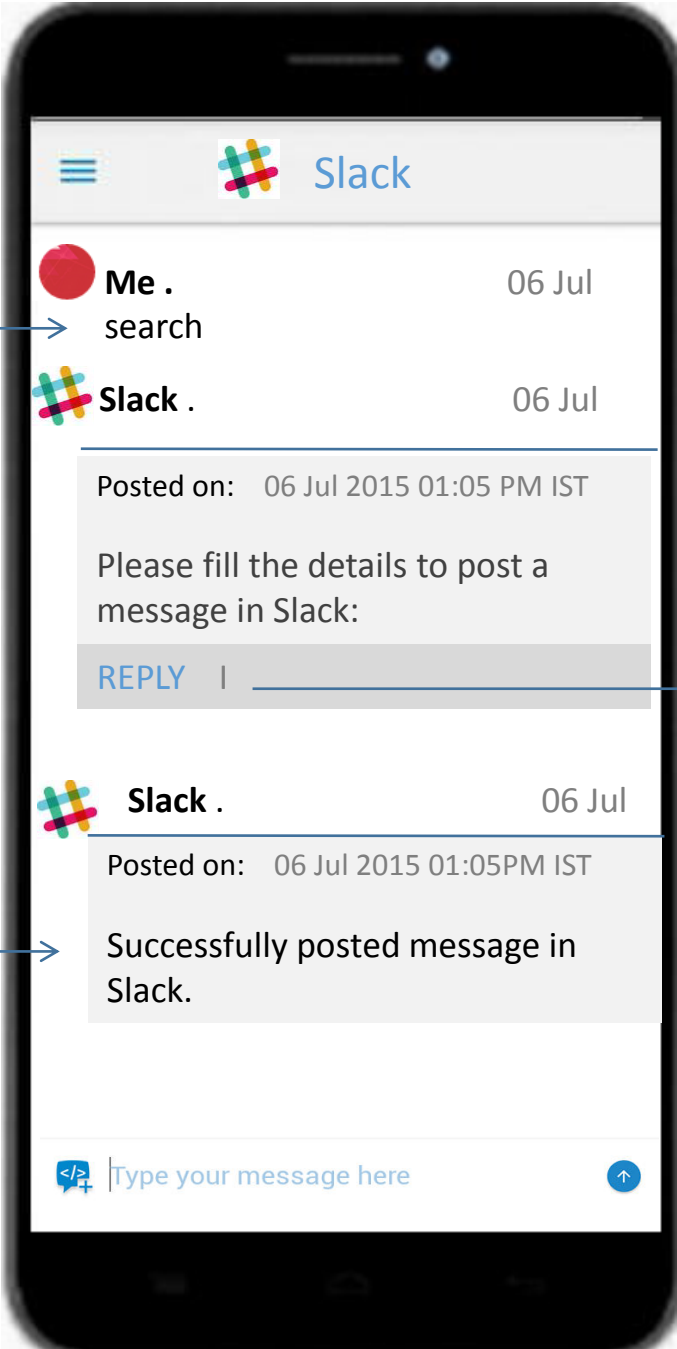 Slack
Me . 06 Jul
search
Slack . 06 Jul
Posted on: 06 Jul 2015 01:05 PM IST
Please fill the details to post a
message in Slack:
REPLY |
Slack . 06 Jul
Posted on: 06 Jul 2015 01:05PM IST
Successfully posted message in
Slack.
</> Type your message here